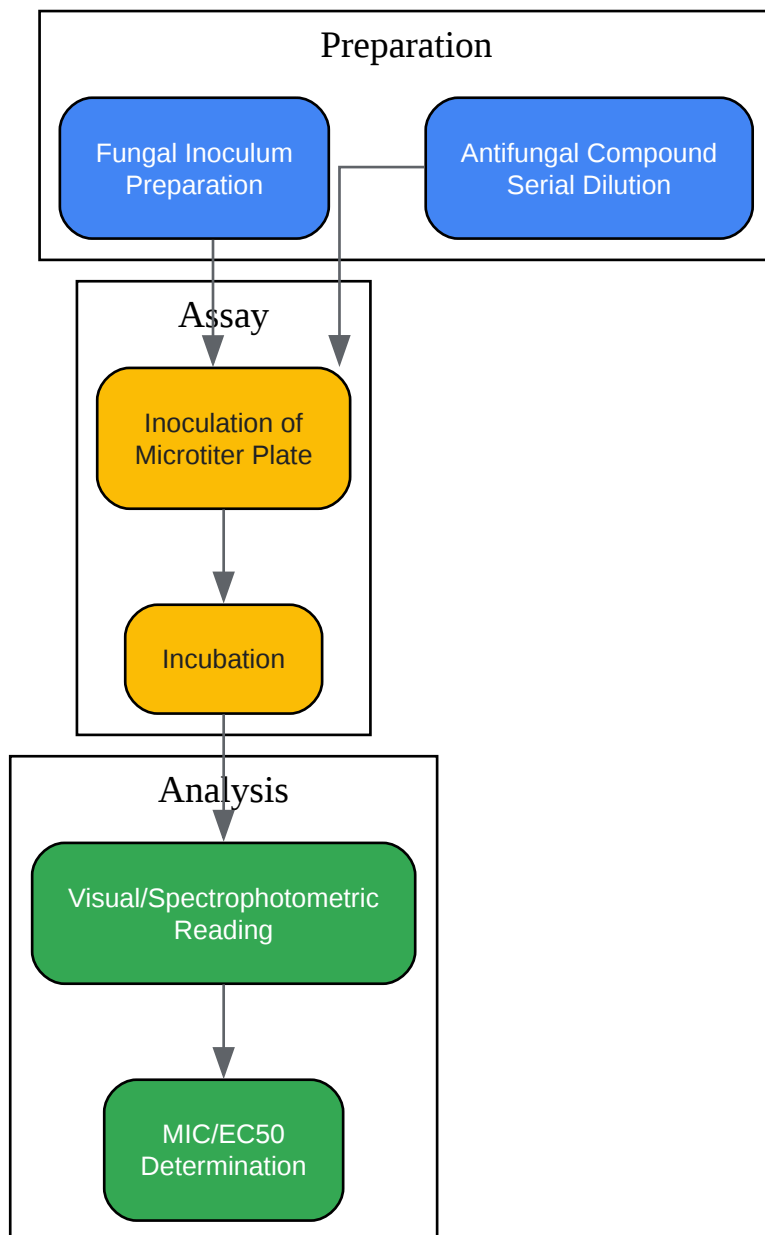 Preparation
Fungal Inoculum
Preparation
Antifungal Compound
Serial Dilution
Assay
Inoculation of
Microtiter Plate
Incubation
Analysis
Visual/Spectrophotometric
Reading
MIC/EC50
Determination